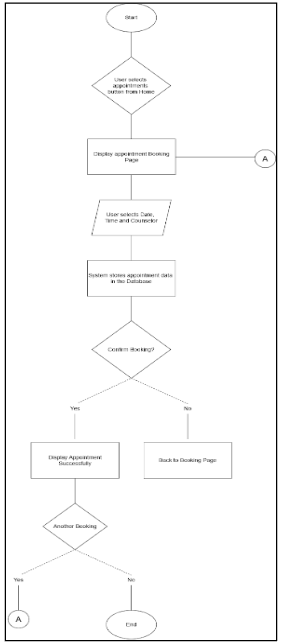 Start
User selects
appointments
button from Home
Display appointment Booking
Page
A
User selects Date,
Time and Counselor
System stores appointment data
in the Database
Confirm Booking?
Yes
No
Display Appointment
Successfully
Back to Booking Page
Another Booking
Yes
No
A
End